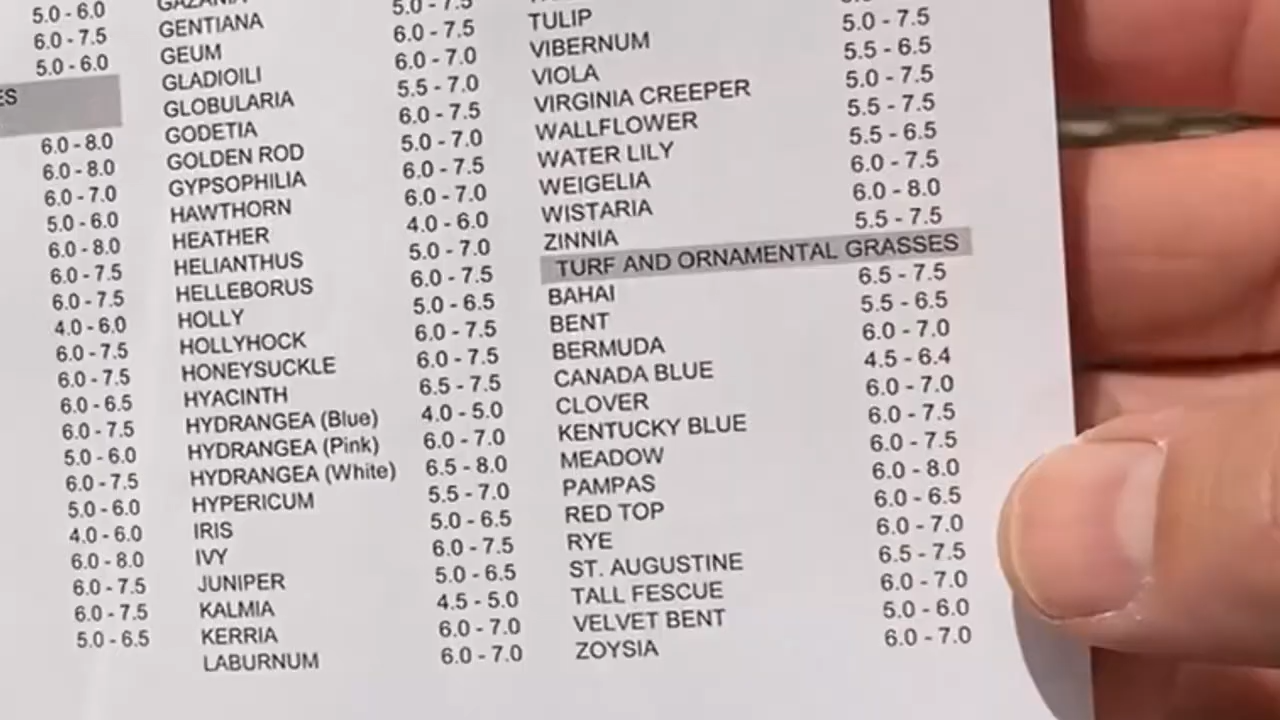 5.0 - 6.0
6.0 - 7.5
5.0 - 6.0
ES
6.0 - 8.0
6.0 - 8.0
6.0 - 7.0
5.0 - 6.0
6.0 - 8.0
6.0 - 7.5
6.0 - 7.5
4.0 - 6.0
6.0 - 7.5
6.0 - 7.5
6.0 - 6.5
6.0 - 7.5
5.0 - 6.0
6.0 - 7.5
5.0 - 6.0
4.0 - 6.0
6.0 - 8.0
6.0 - 7.5
6.0 - 7.5
5.0 - 6.5
GAZANIA
GENTIANA 5.0 - 7.5
GEUM 6.0 - 7.5
GLADIOILI 6.0 - 7.0
GLOBULARIA 5.5 - 7.0
GODETIA 6.0 - 7.5
GOLDEN ROD 5.0 - 7.0
GYPSOPHILIA 6.0 - 7.5
HAWTHORN 6.0 - 7.0
HEATHER 4.0 - 6.0
HELIANTHUS 5.0 - 7.0
HELLEBORUS 6.0 - 7.5
HOLLY 5.0 - 6.5
HOLLYHOCK 6.0 - 7.5
HONEYSUCKLE 6.0 - 7.5
HYACINTH 6.5 - 7.5
HYDRANGEA (Blue) 4.0 - 5.0
HYDRANGEA (Pink) 6.0 - 7.0
HYDRANGEA (White) 6.5 - 8.0
HYPERICUM 5.5 - 7.0
IRIS 5.0 - 6.5
IVY 6.0 - 7.5
JUNIPER 5.0 - 6.5
KALMIA 4.5 - 5.0
KERRIA 6.0 - 7.0
LABURNUM 6.0 - 7.0
TULIP
VIBERNUM 5.0 - 7.5
VIOLA 5.5 - 6.5
VIRGINIA CREEPER 5.0 - 7.5
WALLFLOWER 5.5 - 7.5
WATER LILY 5.5 - 6.5
WEIGELIA 6.0 - 7.5
WISTARIA 6.0 - 8.0
ZINNIA 5.5 - 7.5
TURF AND ORNAMENTAL GRASSES
BAHAI 6.5 - 7.5
BENT 5.5 - 6.5
BERMUDA 6.0 - 7.0
CANADA BLUE 4.5 - 6.4
CLOVER 6.0 - 7.0
KENTUCKY BLUE 6.0 - 7.5
MEADOW 6.0 - 7.5
PAMPAS 6.0 - 8.0
RED TOP 6.0 - 6.5
RYE 6.0 - 7.0
ST. AUGUSTINE 6.5 - 7.5
TALL FESCUE 6.0 - 7.0
VELVET BENT 5.0 - 6.0
ZOYSIA 6.0 - 7.0